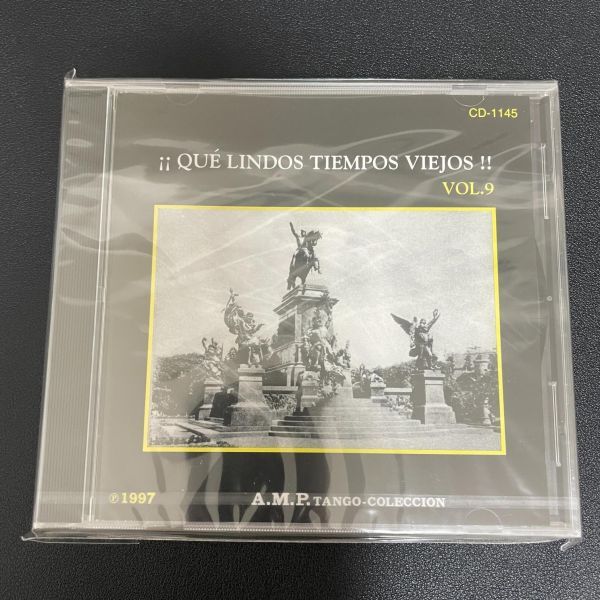 CD-1145
¡¡ QUÉ LINDOS TIEMPOS VIEJOS !!
VOL.9
℗1997 A.M.P. TANGO-COLECCION